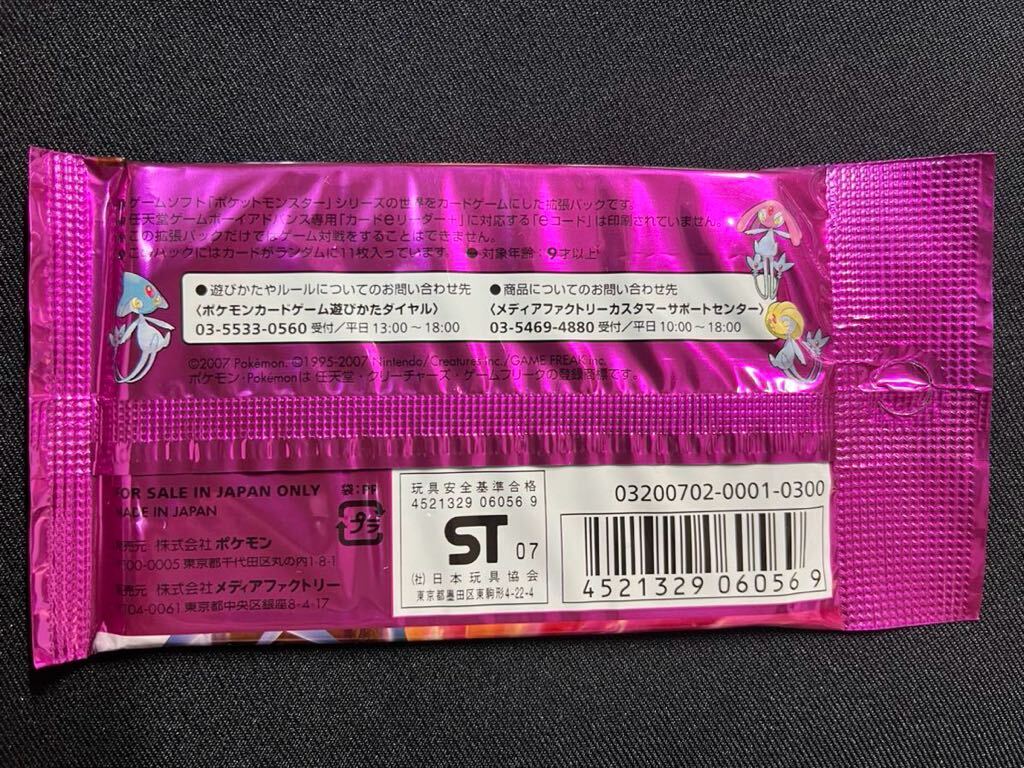 ●ゲームソフト「ポケットモンスター」シリーズの世界をカードゲームにした拡張パックです。
●任天堂ゲームボーイアドバンス専用「カードeリーダー+」に対応する「eコード」は印刷されていません。
●この拡張パックだけではゲーム対戦をすることはできません。
●このパックにはカードがランダムに11枚入っています。 ●対象年齢:9才以上
●遊びかたやルールについてのお問い合わせ先
〈ポケモンカードゲーム遊びかたダイヤル〉
03-5533-0560 受付/平日 13:00〜18:00
●商品についてのお問い合わせ先
〈メディアファクトリーカスタマーサポートセンター〉
03-5469-4880 受付/平日 10:00〜18:00
©2007 Pokémon. ©1995-2007 Nintendo/Creatures Inc./GAME FREAK inc.
ポケモン・Pokémonは 任天堂・クリーチャーズ・ゲームフリークの登録商標です。
FOR SALE IN JAPAN ONLY 袋:PP
MADE IN JAPAN
プラ
発売元 株式会社 ポケモン
〒100-0005 東京都千代田区丸の内1-8-1
販売元 株式会社 メディアファクトリー
〒104-0061 東京都中央区銀座8-4-17
玩具安全基準合格
4521329 06056 9
ST 07
(社)日本玩具協会
東京都墨田区東駒形4-22-4
03200702-0001-0300
4 521329 060569